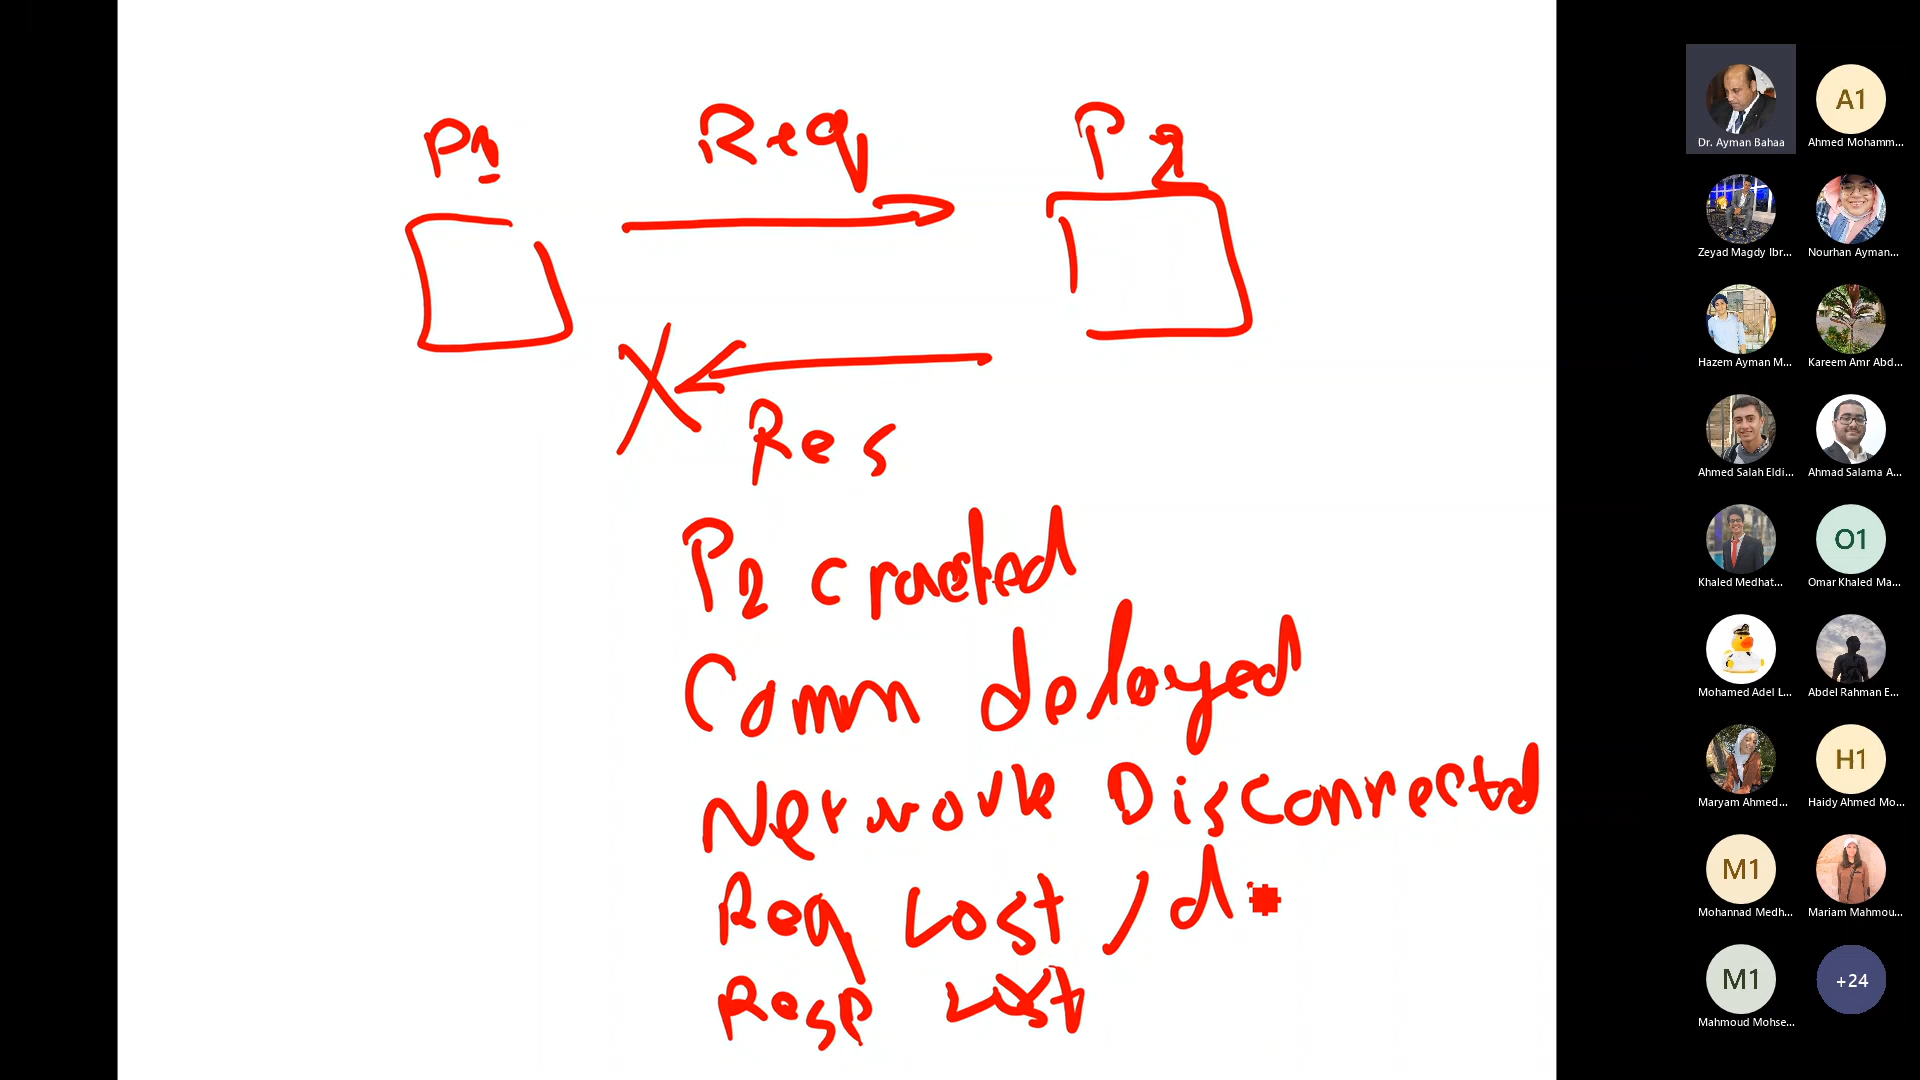 P1 Req P2
Res
P2 crashed
Comm delayed
Network Disconnected
Req Lost / d
Resp Lost
Dr. Ayman Bahaa
A1
Ahmed Mohamm...
Zeyad Magdy Ibr...
Nourhan Ayman...
Hazem Ayman M...
Kareem Amr Abd...
Ahmed Salah Eldi...
Ahmad Salama A...
Khaled Medhat...
O1
Omar Khaled Ma...
Mohamed Adel L...
Abdel Rahman E...
Maryam Ahmed...
H1
Haidy Ahmed Mo...
M1
Mohannad Medh...
Mariam Mahmou...
M1
Mahmoud Mohse...
+24